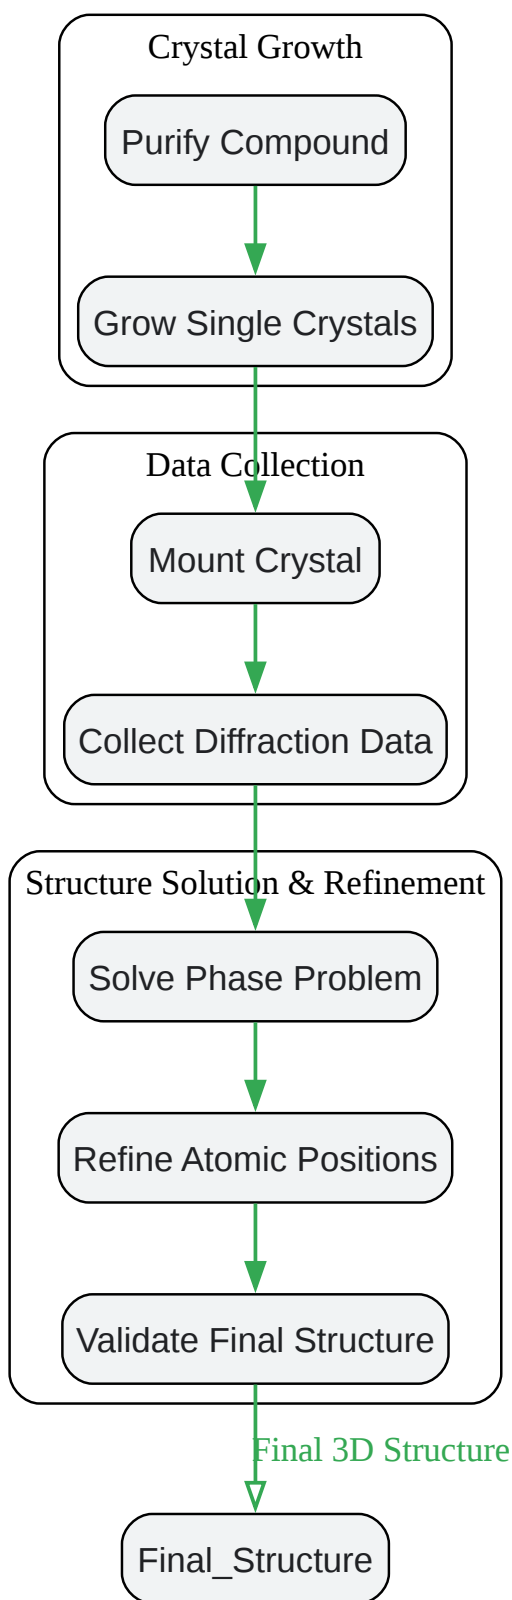 Crystal Growth
Purify Compound
Grow Single Crystals
Data Collection
Mount Crystal
Collect Diffraction Data
Structure Solution & Refinement
Solve Phase Problem
Refine Atomic Positions
Validate Final Structure
Final 3D Structure
Final_Structure